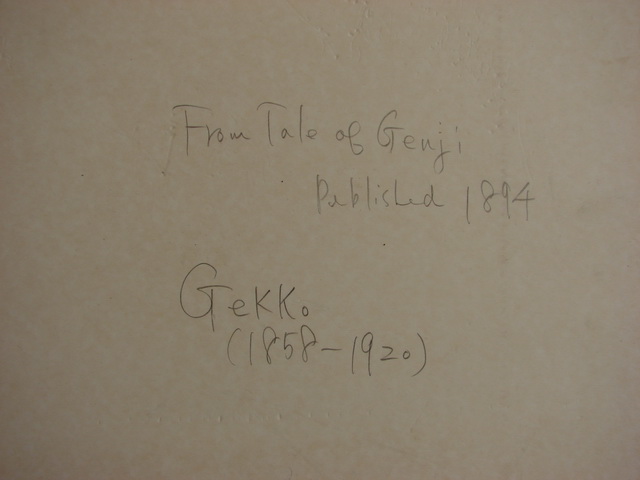 From Tale of Genji
Published 1894
Gekko
(1858-1920)